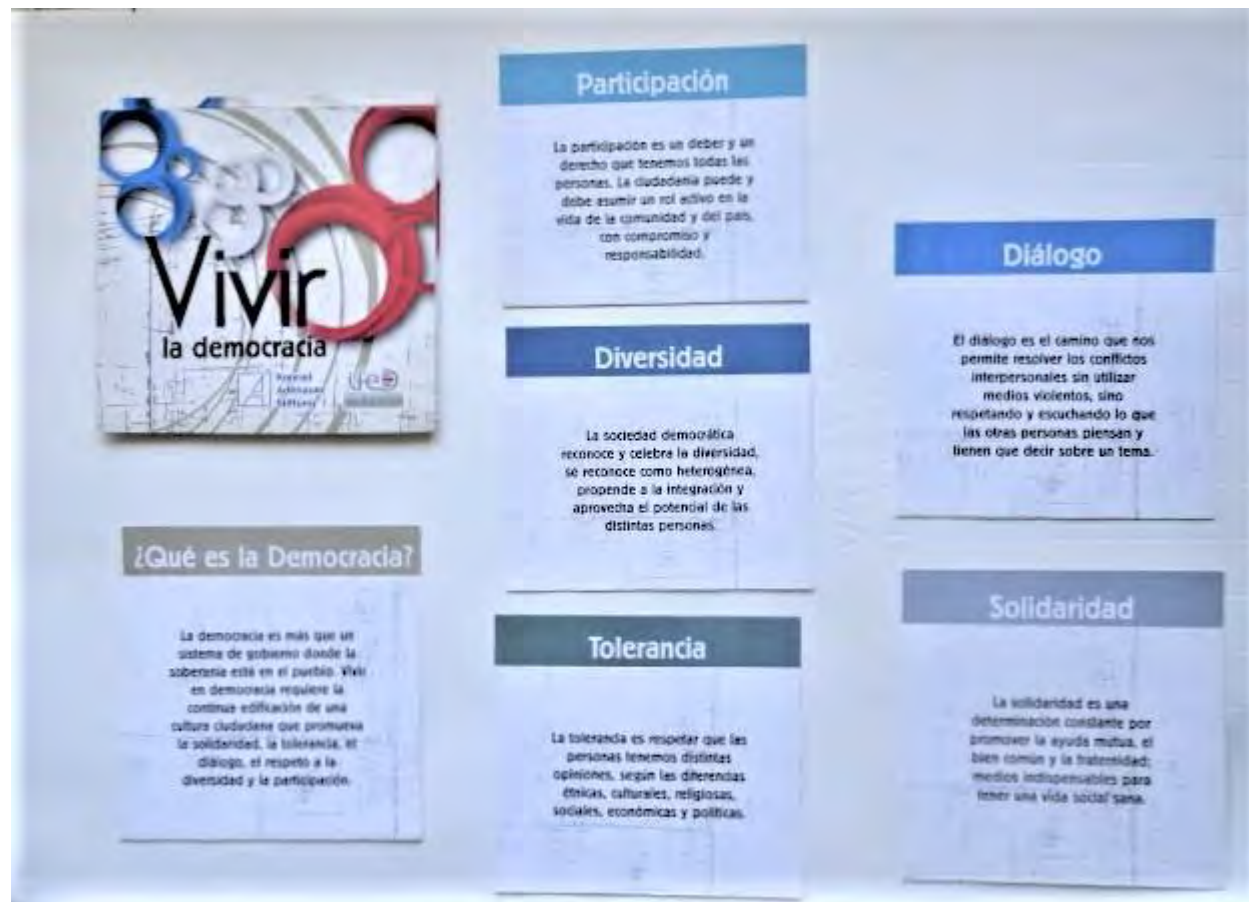 Vivir
la democracia
Konrad
Adenauer
Stiftung
¿Qué es la Democracia?
La democracia es más que un
sistema de gobierno donde la
soberanía está en el pueblo. Vivir
en democracia requiere la
continua edificación de una
cultura ciudadana que promueva
la solidaridad, la tolerancia, el
diálogo, el respeto a la
diversidad y la participación.
Participación
La participación es un deber y un
derecho que tenemos todas las
personas. La ciudadanía puede y
debe asumir un rol activo en la
vida de la comunidad y del país,
con compromiso y
responsabilidad.
Diversidad
La sociedad democrática
reconoce y celebra la diversidad,
se reconoce como heterogénea,
propende a la integración y
aprovecha el potencial de las
distintas personas.
Tolerancia
La tolerancia es respetar que las
personas tenemos distintas
opiniones, según las diferencias
étnicas, culturales, religiosas,
sociales, económicas y políticas.
Diálogo
El diálogo es el camino que nos
permite resolver los conflictos
interpersonales sin utilizar
medios violentos, sino
respetando y escuchando lo que
las otras personas piensan y
tienen que decir sobre un tema.
Solidaridad
La solidaridad es una
determinación constante por
promover la ayuda mutua, el
bien común y la fraternidad;
medios indispensables para
tener una vida social sana.